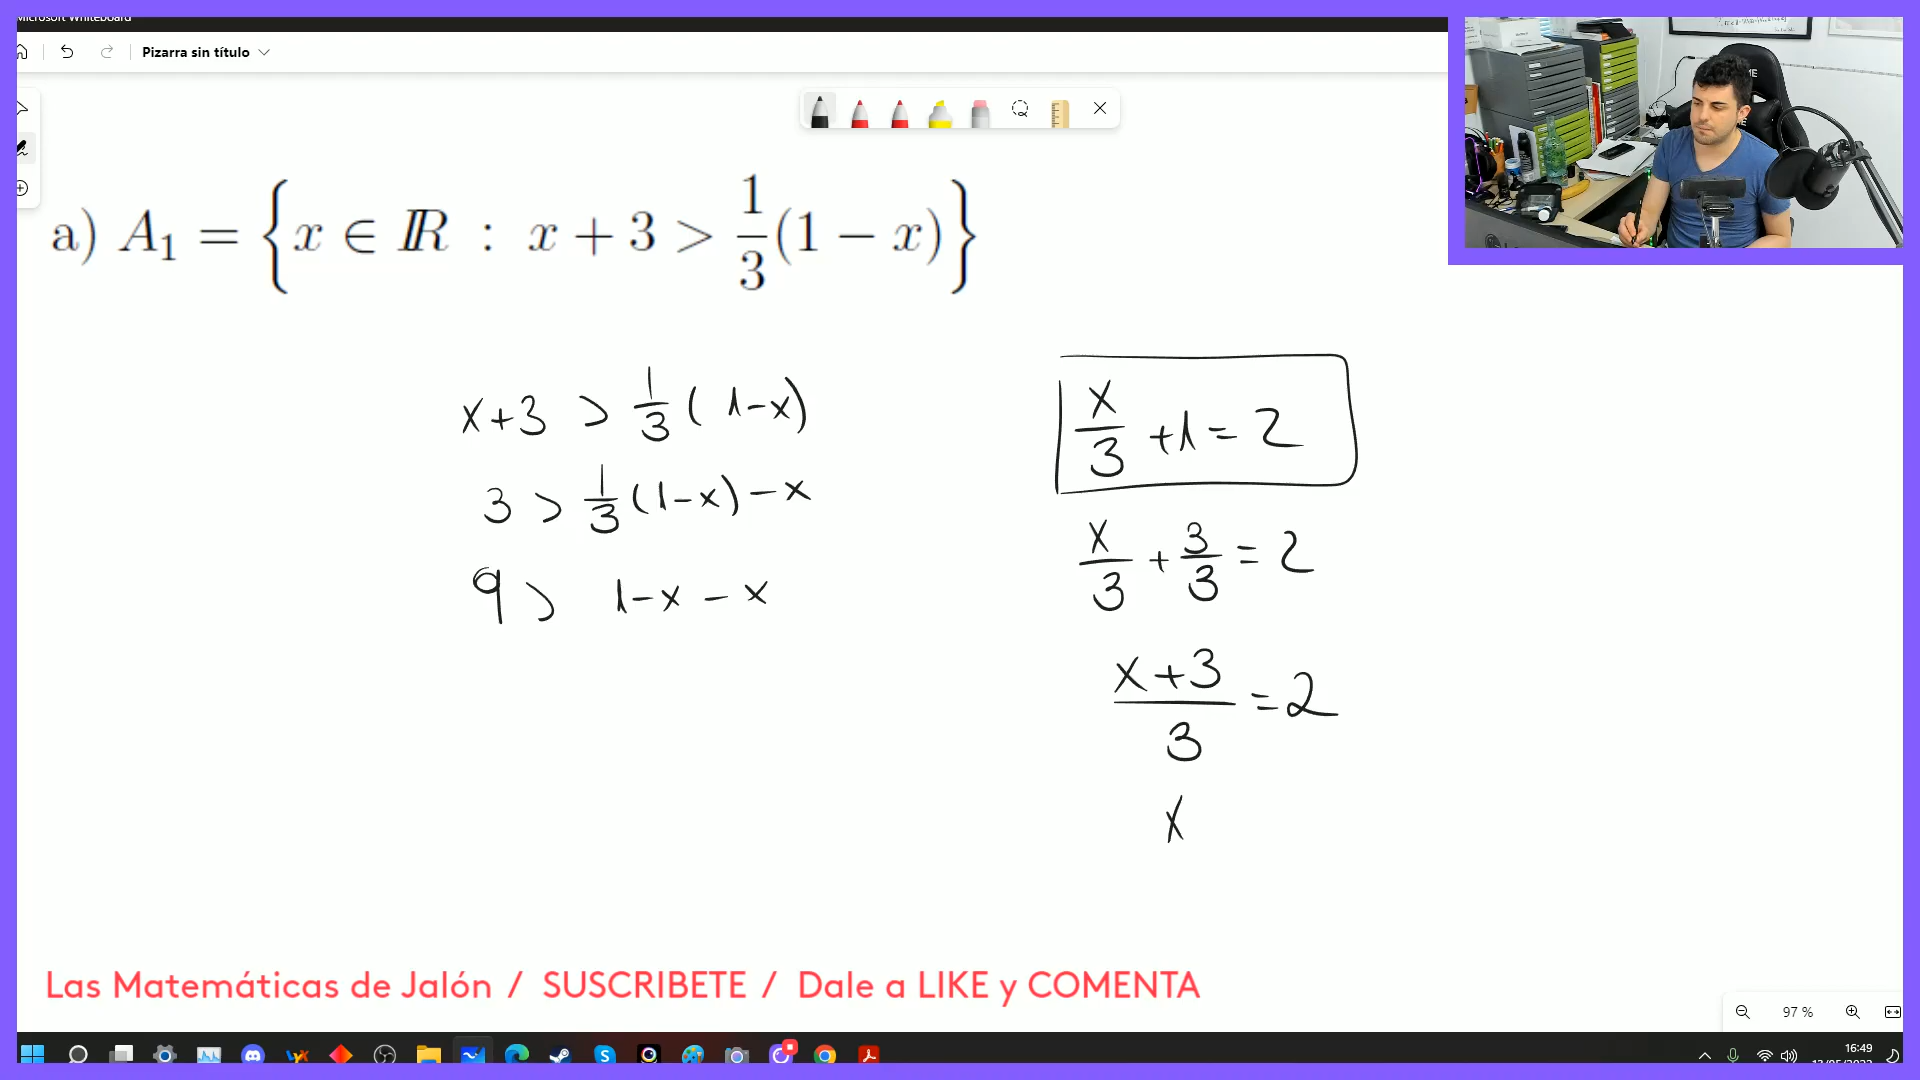 Microsoft Whiteboard
Pizarra sin título
a) A₁ = {x ∈ ℝ : x + 3 > 1/3 (1 − x)}
x+3 > 1/3 (1-x)
3 > 1/3 (1-x) - x
9 > 1-x - x
x/3 + 1 = 2
x/3 + 3/3 = 2
(x+3)/3 = 2
x
Las Matemáticas de Jalón / SUSCRIBETE / Dale a LIKE y COMENTA
97 %
16:49